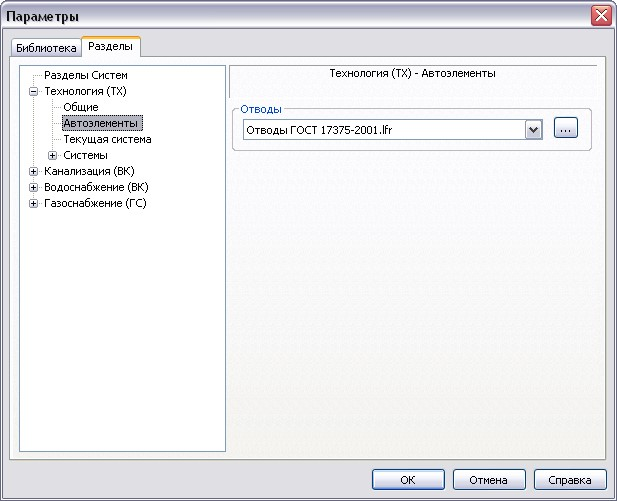 Параметры
Библиотека
Разделы
Разделы Систем
Технология (ТХ)
Общие
Автоэлементы
Текущая система
Системы
Канализация (ВК)
Водоснабжение (ВК)
Газоснабжение (ГС)
Технология (ТХ) - Автоэлементы
Отводы
Отводы ГОСТ 17375-2001.lfr
...
ОК
Отмена
Справка